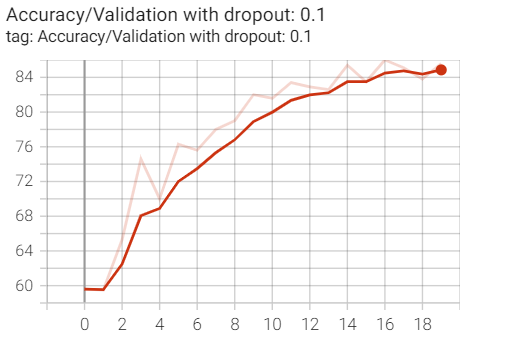 Accuracy/Validation with dropout: 0.1
tag: Accuracy/Validation with dropout: 0.1
84
80
76
72
68
64
60
0 2 4 6 8 10 12 14 16 18